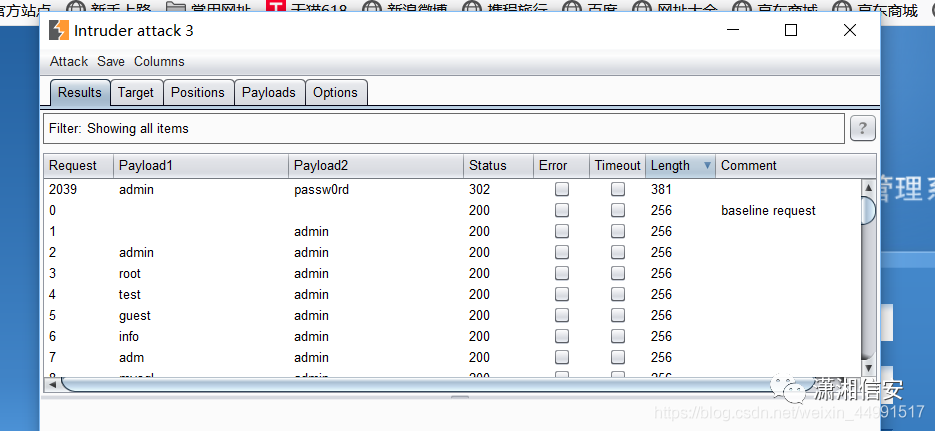 官方站点 新手上路 常用网址 天猫618 新浪微博 携程旅行 百度 网址大全 京东商城 京东商城
Intruder attack 3
Attack Save Columns
Results Target Positions Payloads Options
Filter: Showing all items ?
Request Payload1 Payload2 Status Error Timeout Length Comment
2039 admin passw0rd 302 381
0 200 256 baseline request
1 admin 200 256
2 admin admin 200 256
3 root admin 200 256
4 test admin 200 256
5 guest admin 200 256
6 info admin 200 256
7 adm admin 200 256
8 mysql admin 200 256
管理系
潇湘信安
https://blog.csdn.net/weixin_44991517